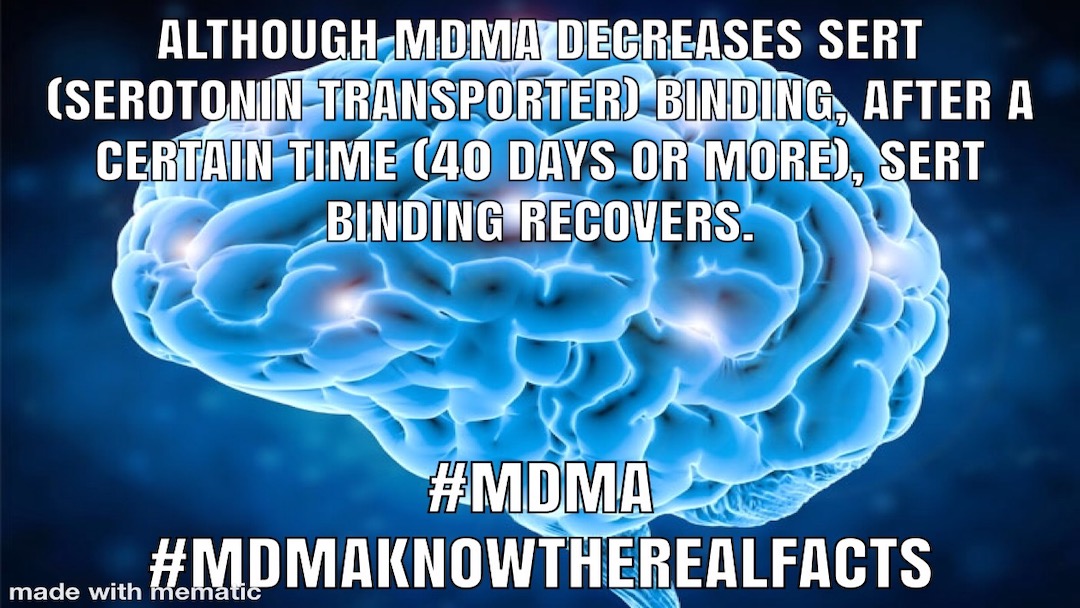 ALTHOUGH MDMA DECREASES SERT
(SEROTONIN TRANSPORTER) BINDING, AFTER A
CERTAIN TIME (40 DAYS OR MORE), SERT
BINDING RECOVERS.
#MDMA
#MDMAKNOWTHEREALFACTS
made with mematic